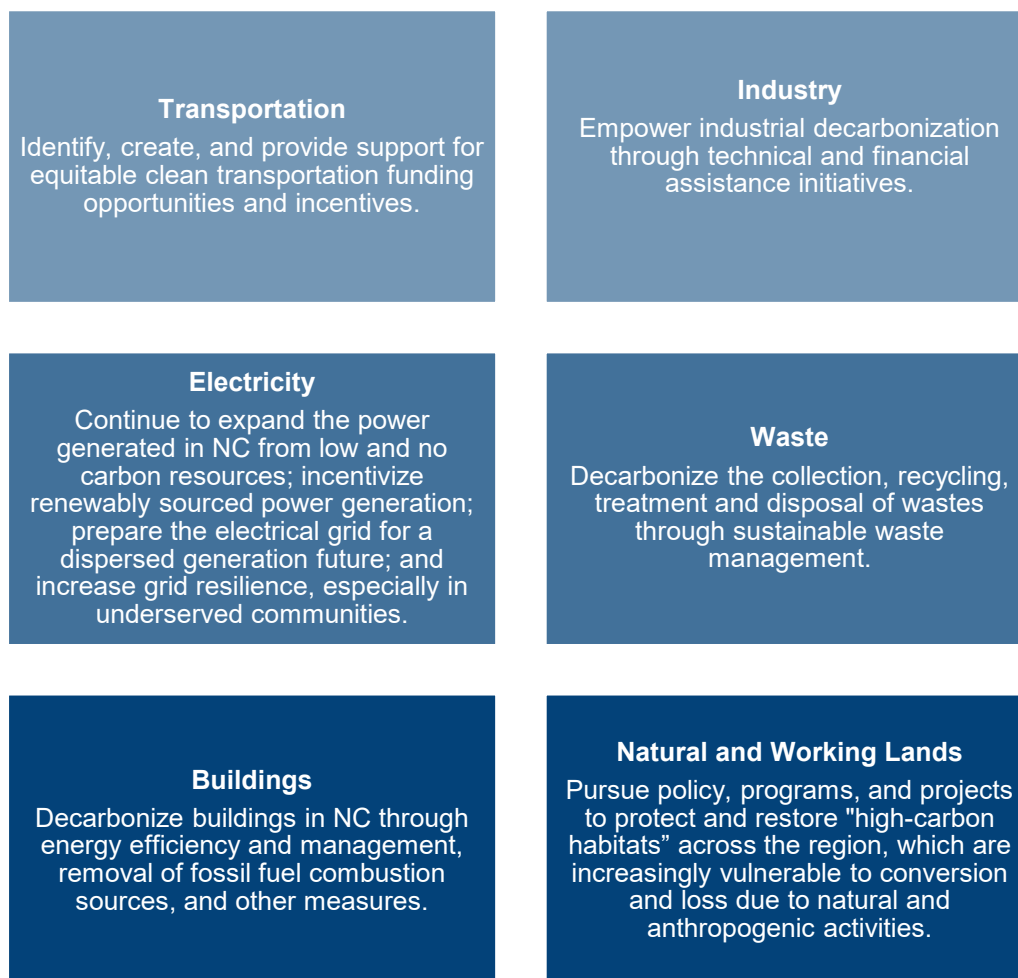 Transportation
Identify, create, and provide support for
equitable clean transportation funding
opportunities and incentives.
Industry
Empower industrial decarbonization
through technical and financial
assistance initiatives.
Electricity
Continue to expand the power
generated in NC from low and no
carbon resources; incentivize
renewably sourced power generation;
prepare the electrical grid for a
dispersed generation future; and
increase grid resilience, especially in
underserved communities.
Waste
Decarbonize the collection, recycling,
treatment and disposal of wastes
through sustainable waste
management.
Buildings
Decarbonize buildings in NC through
energy efficiency and management,
removal of fossil fuel combustion
sources, and other measures.
Natural and Working Lands
Pursue policy, programs, and projects
to protect and restore "high-carbon
habitats” across the region, which are
increasingly vulnerable to conversion
and loss due to natural and
anthropogenic activities.